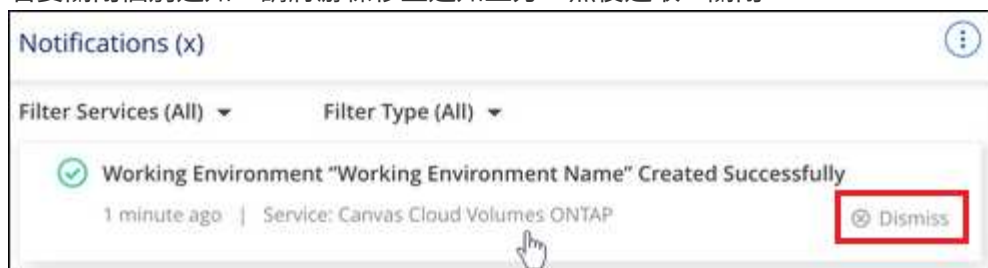 Notifications (x)
Filter Services (All) Filter Type (All)
Working Environment “Working Environment Name” Created Successfully
1 minute ago | Service: Canvas Cloud Volumes ONTAP
Dismiss